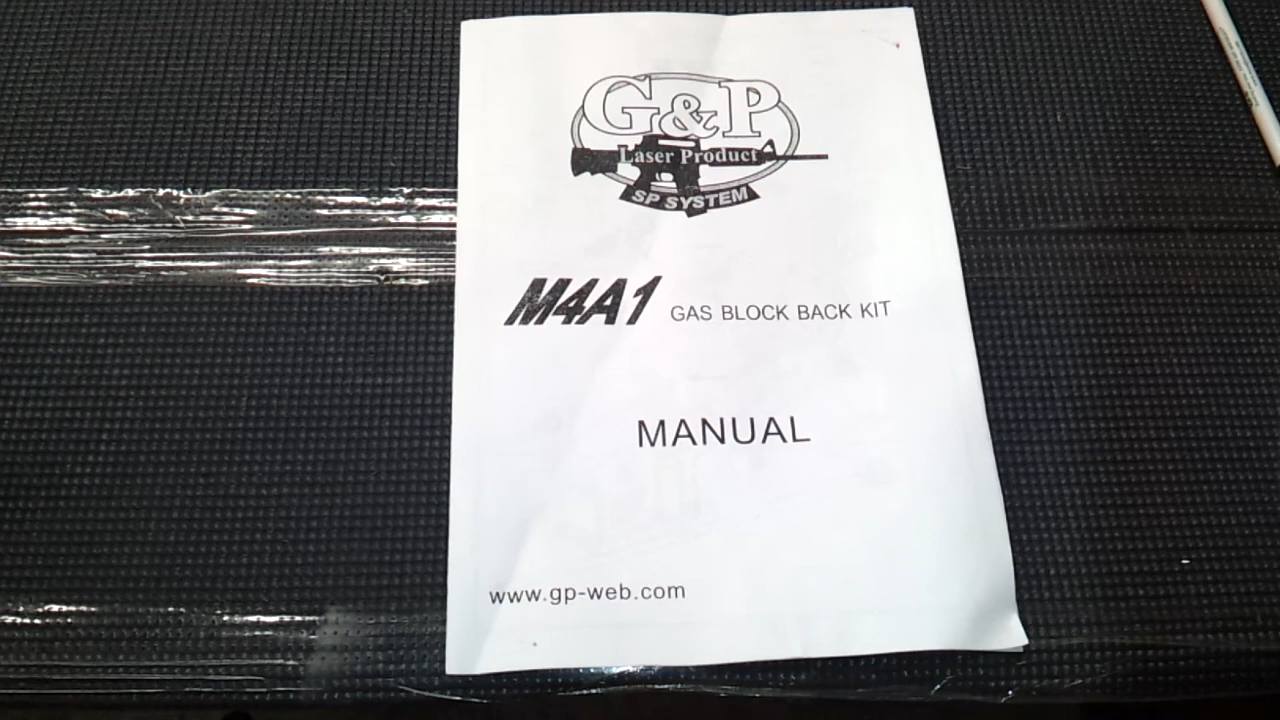 G&P
Laser Product
SP SYSTEM
M4A1 GAS BLOCK BACK KIT
MANUAL
www.gp-web.com